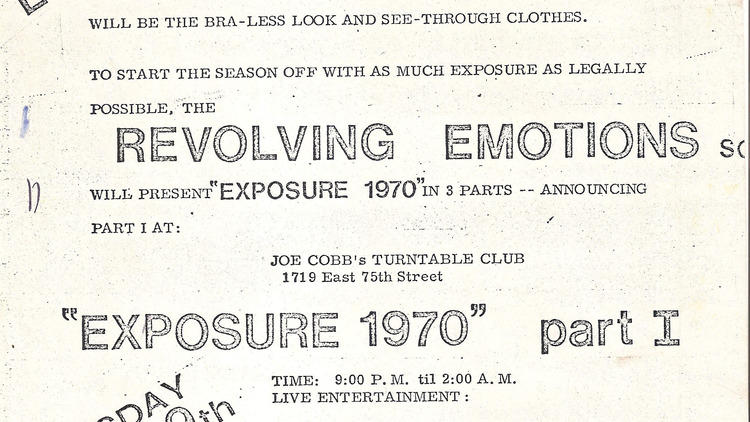 WILL BE THE BRA-LESS LOOK AND SEE-THROUGH CLOTHES.
TO START THE SEASON OFF WITH AS MUCH EXPOSURE AS LEGALLY
POSSIBLE, THE
REVOLVING EMOTIONS
WILL PRESENT "EXPOSURE 1970" IN 3 PARTS -- ANNOUNCING
PART I AT:
JOE COBB's TURNTABLE CLUB
1719 East 75th Street
"EXPOSURE 1970" part I
TIME: 9:00 P.M. til 2:00 A.M.
LIVE ENTERTAINMENT: